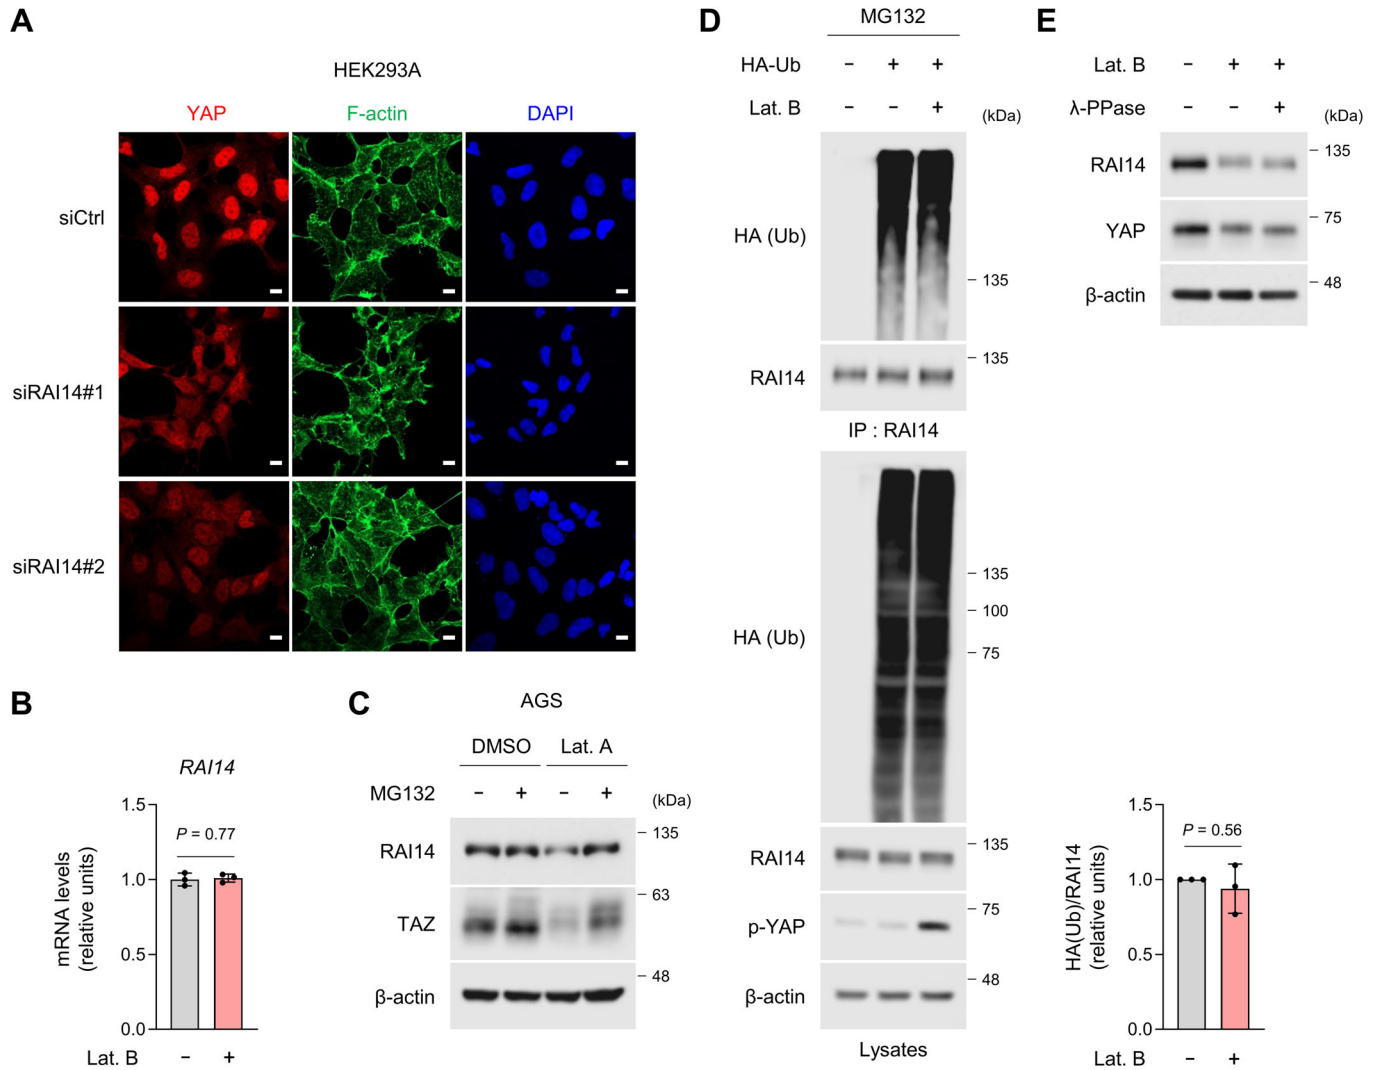 A
HEK293A
YAP
F-actin
DAPI
siCtrl
siRAI14#1
siRAI14#2
B
RAI14
1.5
1.0
0.5
0.0
mRNA levels
(relative units)
P = 0.77
Lat. B
−
+
C
AGS
DMSO
Lat. A
MG132
−
+
−
+
(kDa)
RAI14
135
TAZ
63
β-actin
48
D
MG132
HA-Ub
−
+
+
Lat. B
−
−
+
(kDa)
HA (Ub)
135
RAI14
135
IP : RAI14
HA (Ub)
135
100
75
RAI14
135
p-YAP
75
β-actin
48
Lysates
1.5
1.0
0.5
0.0
HA(Ub)/RAI14
(relative units)
P = 0.56
Lat. B
−
+
E
Lat. B
−
+
+
λ-PPase
−
−
+
(kDa)
RAI14
135
YAP
75
β-actin
48